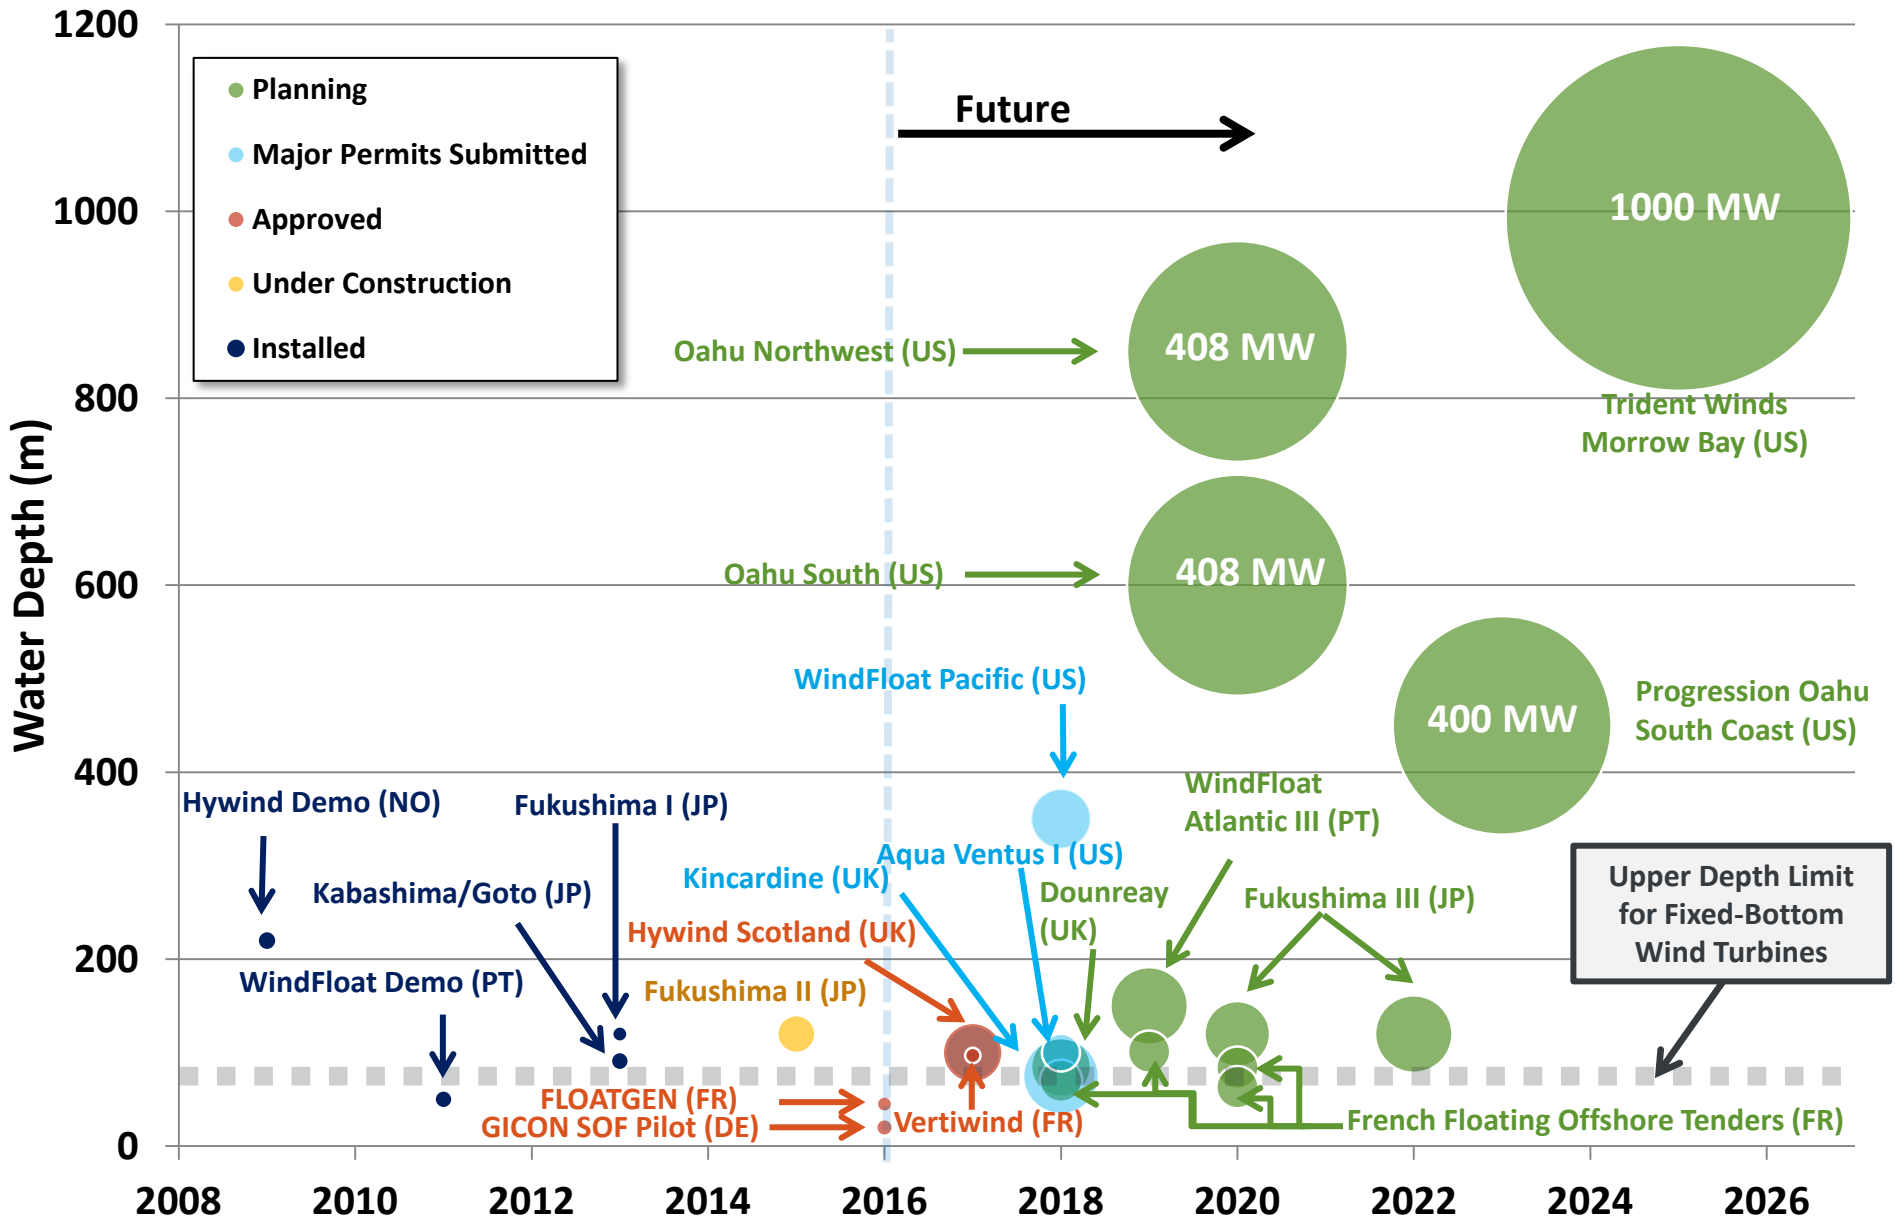 1200
1000
800
600
400
200
0
Water Depth (m)
Planning
Major Permits Submitted
Approved
Under Construction
Installed
Future
1000 MW
Trident Winds
Morrow Bay (US)
Oahu Northwest (US)
408 MW
Oahu South (US)
408 MW
WindFloat Pacific (US)
400 MW
Progression Oahu
South Coast (US)
Hywind Demo (NO)
Fukushima I (JP)
WindFloat
Atlantic III (PT)
Aqua Ventus I (US)
Kincardine (UK)
Kabashima/Goto (JP)
Dounreay
(UK)
Fukushima III (JP)
Upper Depth Limit
for Fixed-Bottom
Wind Turbines
Hywind Scotland (UK)
WindFloat Demo (PT)
Fukushima II (JP)
FLOATGEN (FR)
GICON SOF Pilot (DE)
Vertiwind (FR)
French Floating Offshore Tenders (FR)
2008
2010
2012
2014
2016
2018
2020
2022
2024
2026